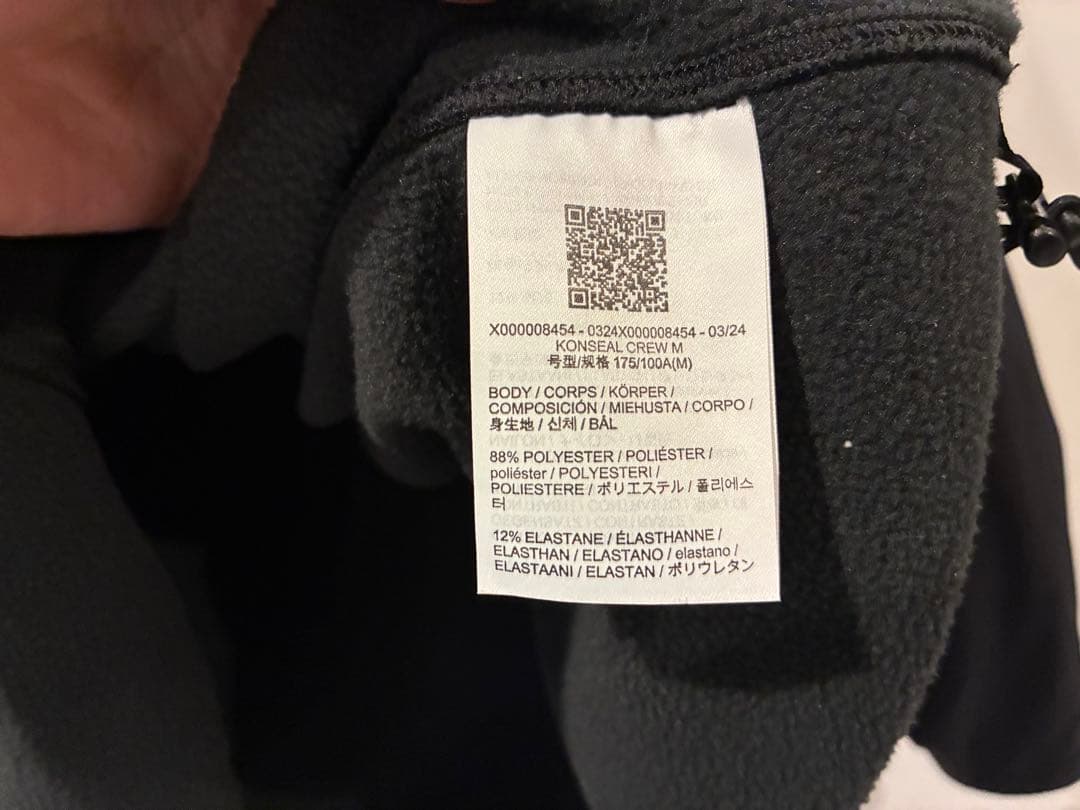 X000008454 - 0324X000008454 - 03/24
KONSEAL CREW M
号型/规格 175/100A(M)
BODY / CORPS / KÖRPER /
COMPOSICIÓN / MIEHUSTA / CORPO /
身生地 / 신체 / BÅL
88% POLYESTER / POLIÉSTER /
poliéster / POLYESTERI /
POLIESTERE / ポリエステル / 폴리에스
터
12% ELASTANE / ÉLASTHANNE /
ELASTHAN / ELASTANO / elastano /
ELASTAANI / ELASTAN / ポリウレタン